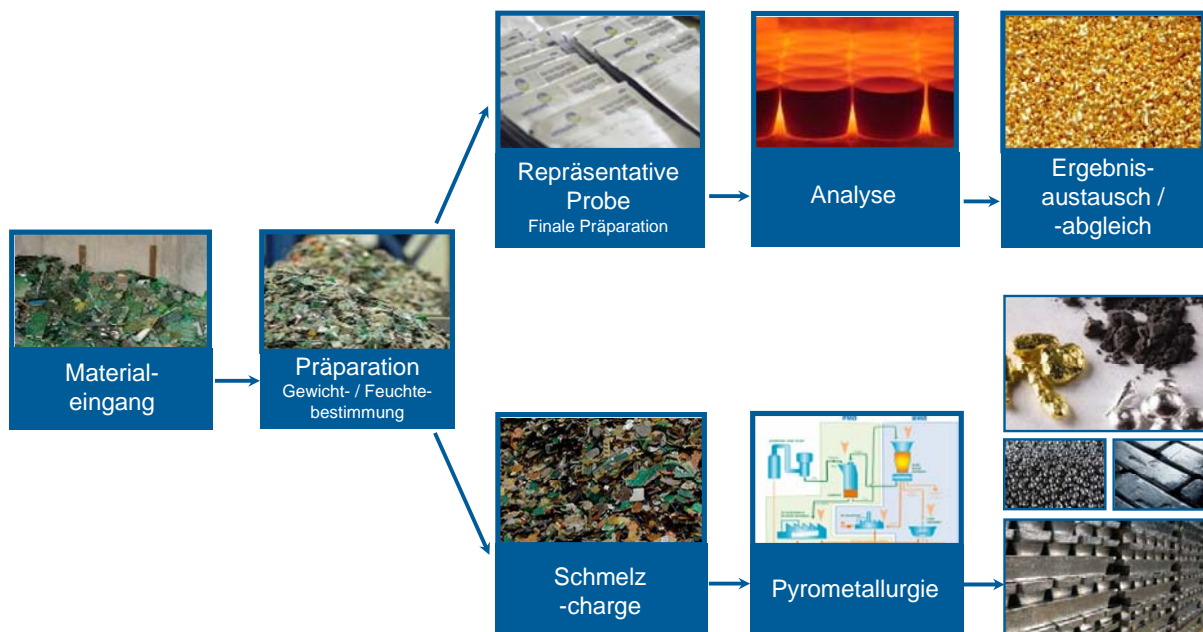 Material-
eingang
Präparation
Gewicht- / Feuchte-
bestimmung
Repräsentative
Probe
Finale Präparation
Analyse
Ergebnis-
austausch /
-abgleich
Schmelz
-charge
Pyrometallurgie